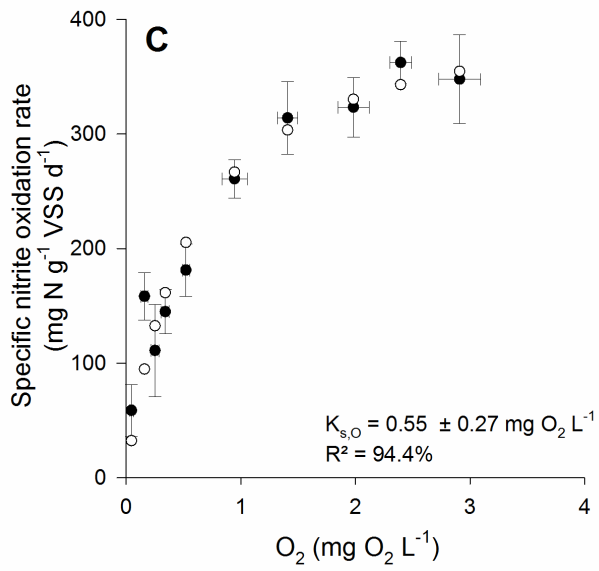 C
400
300
200
100
0
Specific nitrite oxidation rate
(mg N g⁻¹ VSS d⁻¹)
K_s,O = 0.55 ± 0.27 mg O₂ L⁻¹
R² = 94.4%
0 1 2 3 4
O₂ (mg O₂ L⁻¹)